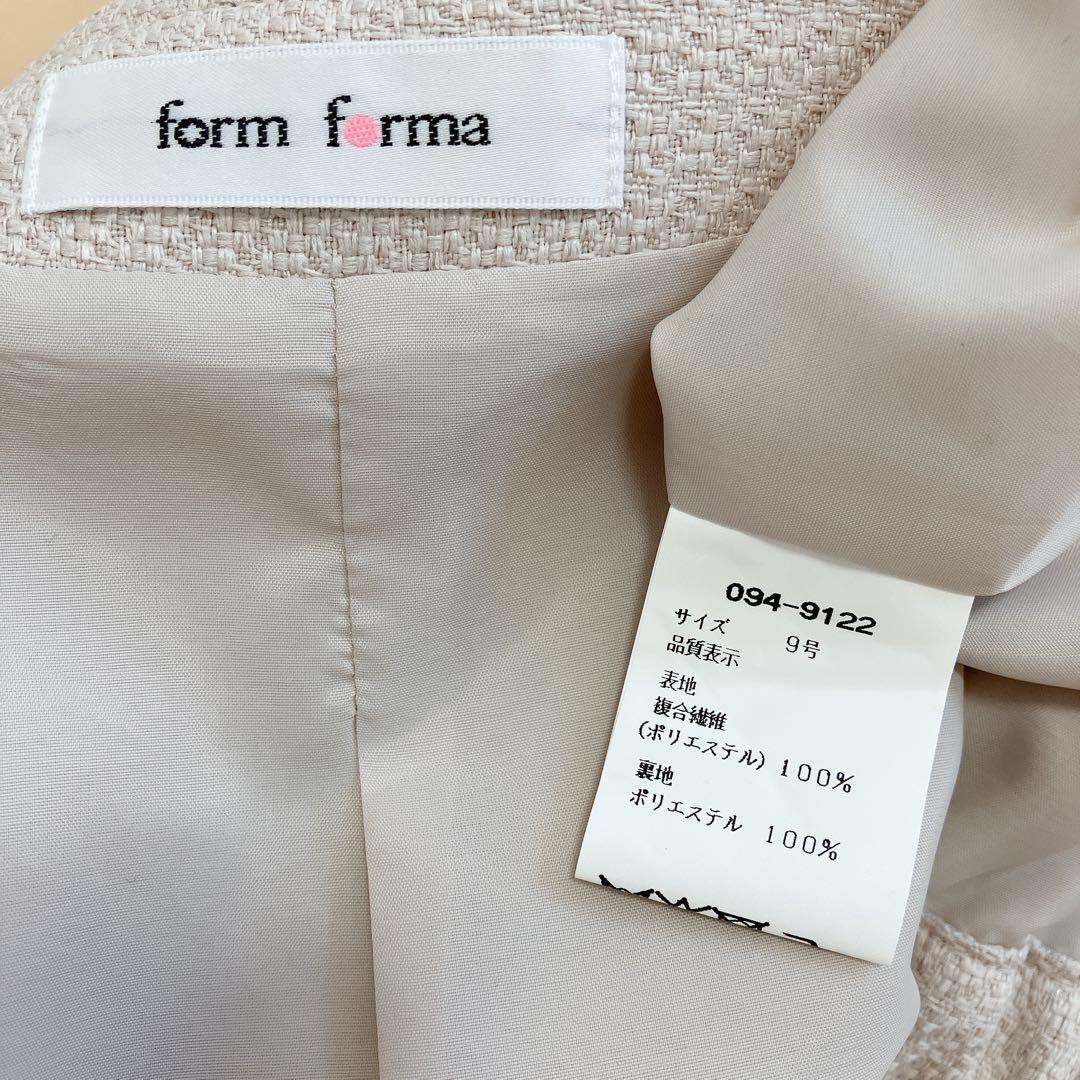 form forma
094-9122
サイズ 9号
品質表示
表地
複合繊維
(ポリエステル) 100%
裏地
ポリエステル 100%